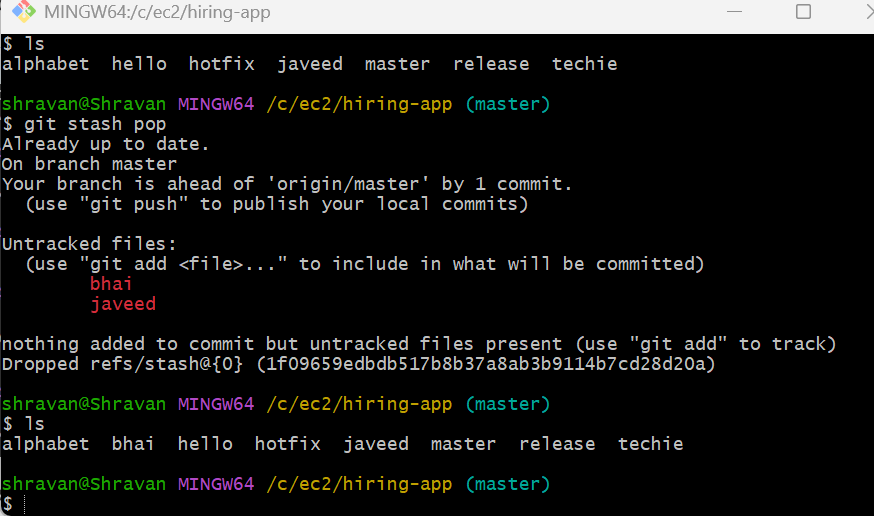 MINGW64:/c/ec2/hiring-app
$ ls
alphabet  hello  hotfix  javeed  master  release  techie
shravan@Shravan MINGW64 /c/ec2/hiring-app (master)
$ git stash pop
Already up to date.
On branch master
Your branch is ahead of 'origin/master' by 1 commit.
  (use "git push" to publish your local commits)
Untracked files:
  (use "git add <file>..." to include in what will be committed)
        bhai
        javeed
nothing added to commit but untracked files present (use "git add" to track)
Dropped refs/stash@{0} (1f09659edbdb517b8b37a8ab3b9114b7cd28d20a)
shravan@Shravan MINGW64 /c/ec2/hiring-app (master)
$ ls
alphabet  bhai  hello  hotfix  javeed  master  release  techie
shravan@Shravan MINGW64 /c/ec2/hiring-app (master)
$